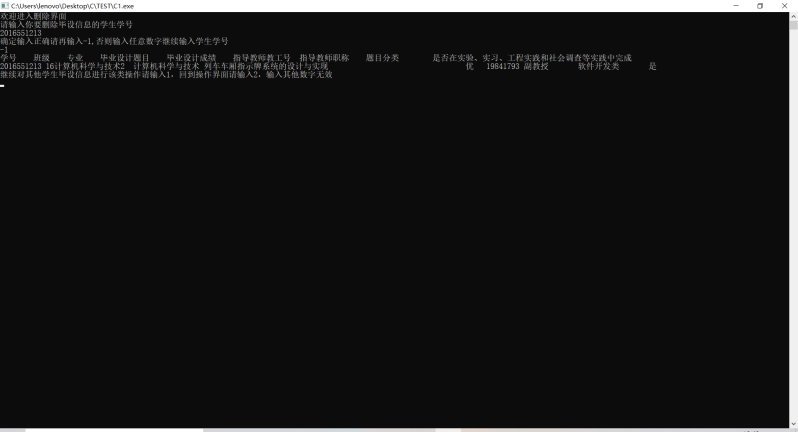 C:\Users\lenovo\Desktop\C\TEST\C1.exe
欢迎进入删除界面
请输入你要删除毕设信息的学生学号
2016551213
确定输入正确请再输入-1,否则输入任意数字继续输入学生学号
-1
学号 班级 专业 毕业设计题目 毕业设计成绩 指导教师教工号 指导教师职称 题目分类 是否在实验、实习、工程实践和社会调查等实践中完成
2016551213 16计算机科学与技术2 计算机科学与技术 列车车厢指示牌系统的设计与实现 优 19841793 副教授 软件开发类 是
继续对其他学生毕设信息进行该类操作请输入1，回到操作界面请输入2，输入其他数字无效